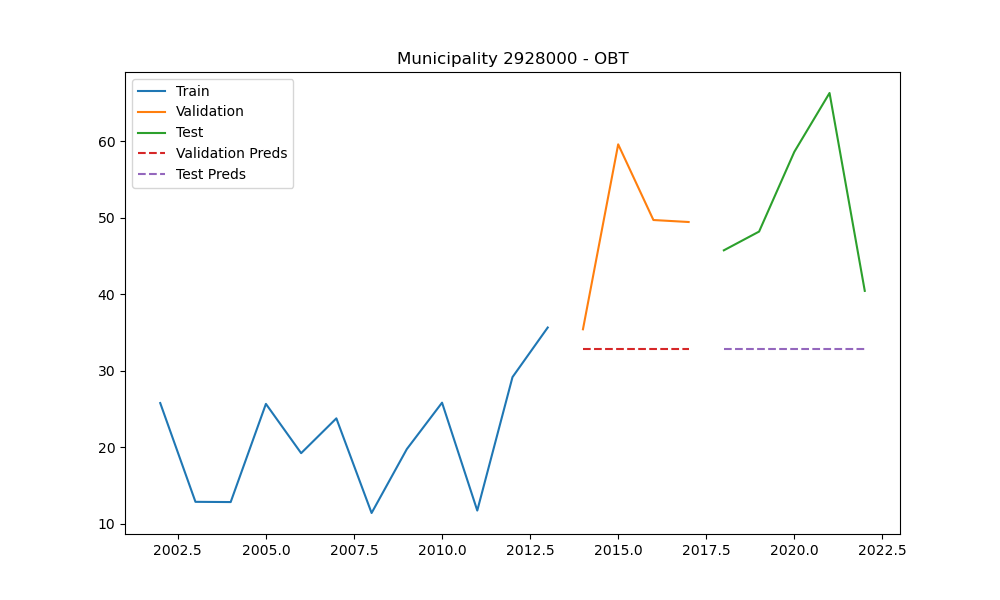 Municipality 2928000 - OBT
Train
Validation
Test
Validation Preds
Test Preds
60
50
40
30
20
10
2002.5 2005.0 2007.5 2010.0 2012.5 2015.0 2017.5 2020.0 2022.5